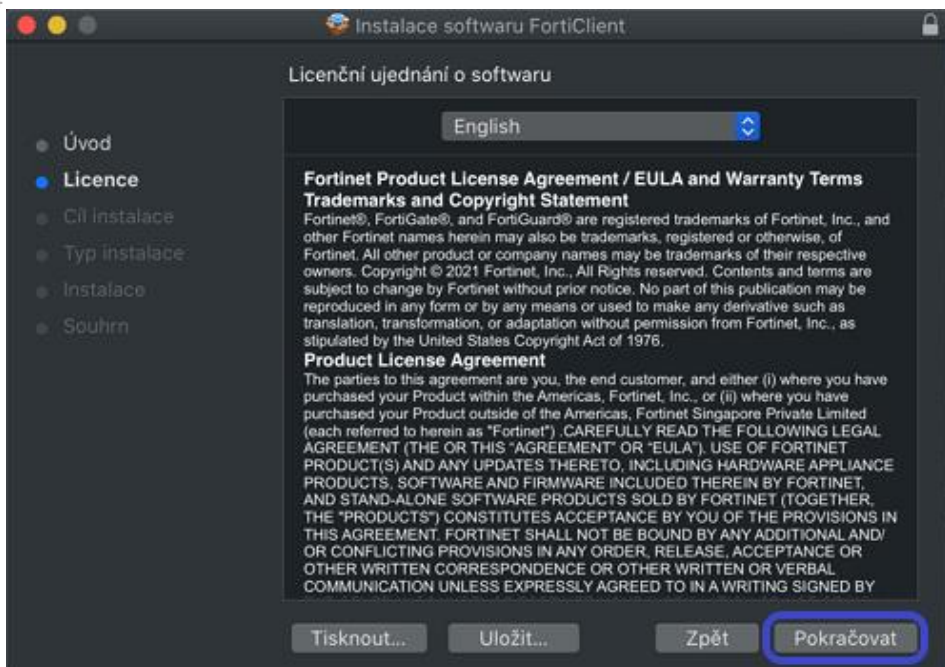 Instalace softwaru FortiClient
Licenční ujednání o softwaru
English
Úvod
Licence
Cíl instalace
Typ instalace
Instalace
Souhrn
Fortinet Product License Agreement / EULA and Warranty Terms
Trademarks and Copyright Statement
Fortinet®, FortiGate®, and FortiGuard® are registered trademarks of Fortinet, Inc., and
other Fortinet names herein may also be trademarks, registered or otherwise, of
Fortinet. All other product or company names may be trademarks of their respective
owners. Copyright © 2021 Fortinet, Inc., All Rights reserved. Contents and terms are
subject to change by Fortinet without prior notice. No part of this publication may be
reproduced in any form or by any means or used to make any derivative such as
translation, transformation, or adaptation without permission from Fortinet, Inc., as
stipulated by the United States Copyright Act of 1976.
Product License Agreement
The parties to this agreement are you, the end customer, and either (i) where you have
purchased your Product within the Americas, Fortinet, Inc., or (ii) where you have
purchased your Product outside of the Americas, Fortinet Singapore Private Limited
(each referred to herein as "Fortinet") .CAREFULLY READ THE FOLLOWING LEGAL
AGREEMENT (THE OR THIS “AGREEMENT” OR “EULA”). USE OF FORTINET
PRODUCT(S) AND ANY UPDATES THERETO, INCLUDING HARDWARE APPLIANCE
PRODUCTS, SOFTWARE AND FIRMWARE INCLUDED THEREIN BY FORTINET,
AND STAND-ALONE SOFTWARE PRODUCTS SOLD BY FORTINET (TOGETHER,
THE "PRODUCTS") CONSTITUTES ACCEPTANCE BY YOU OF THE PROVISIONS IN
THIS AGREEMENT. FORTINET SHALL NOT BE BOUND BY ANY ADDITIONAL AND/
OR CONFLICTING PROVISIONS IN ANY ORDER, RELEASE, ACCEPTANCE OR
OTHER WRITTEN CORRESPONDENCE OR OTHER WRITTEN OR VERBAL
COMMUNICATION UNLESS EXPRESSLY AGREED TO IN A WRITING SIGNED BY
Tisknout...
Uložit...
Zpět
Pokračovat